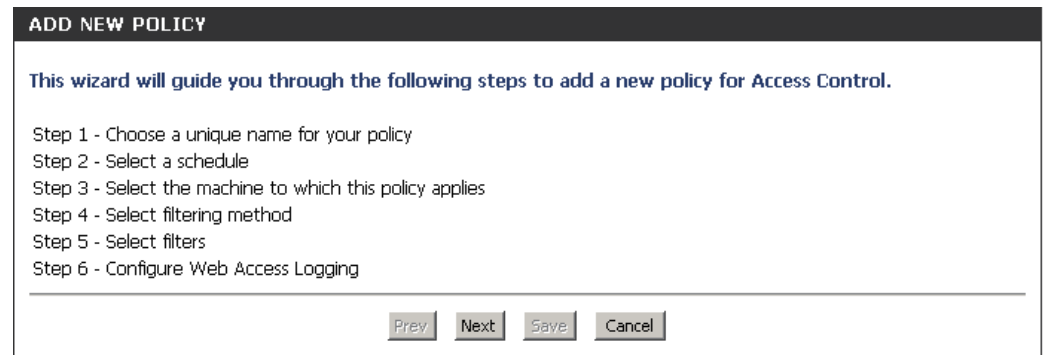 ADD NEW POLICY
This wizard will guide you through the following steps to add a new policy for Access Control.
Step 1 - Choose a unique name for your policy
Step 2 - Select a schedule
Step 3 - Select the machine to which this policy applies
Step 4 - Select filtering method
Step 5 - Select filters
Step 6 - Configure Web Access Logging
Prev Next Save Cancel